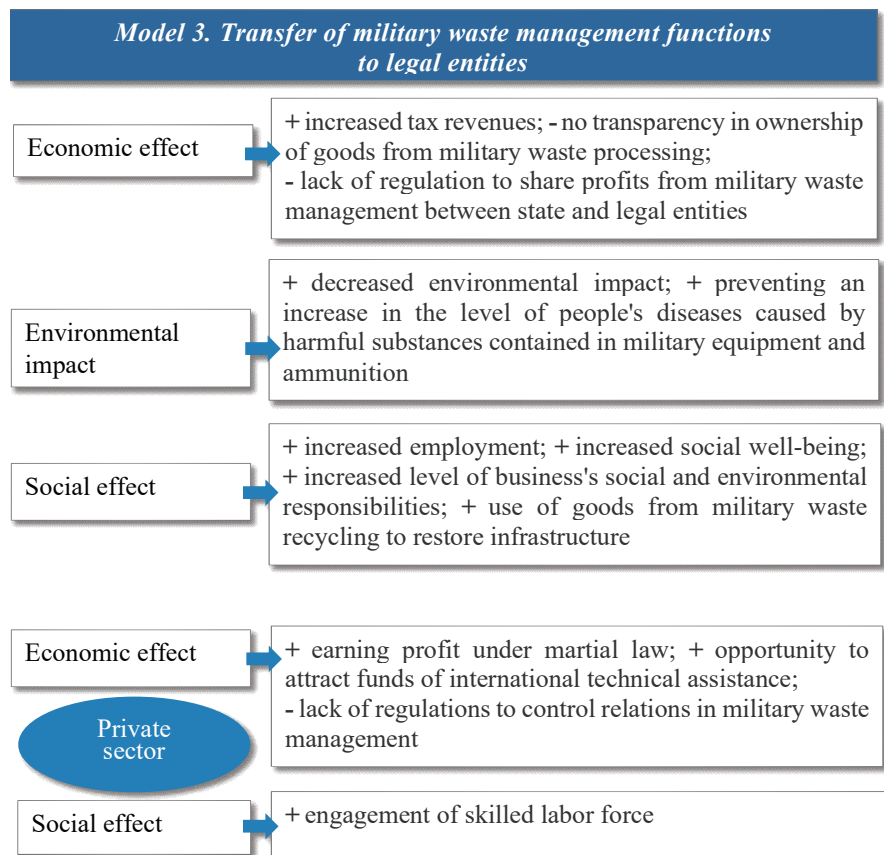 Model 3. Transfer of military waste management functions
to legal entities
Economic effect
+ increased tax revenues; - no transparency in ownership
of goods from military waste processing;
- lack of regulation to share profits from military waste
management between state and legal entities
Environmental
impact
+ decreased environmental impact; + preventing an
increase in the level of people's diseases caused by
harmful substances contained in military equipment and
ammunition
Social effect
+ increased employment; + increased social well-being;
+ increased level of business's social and environmental
responsibilities; + use of goods from military waste
recycling to restore infrastructure
Economic effect
+ earning profit under martial law; + opportunity to
attract funds of international technical assistance;
- lack of regulations to control relations in military waste
management
Private
sector
Social effect
+ engagement of skilled labor force